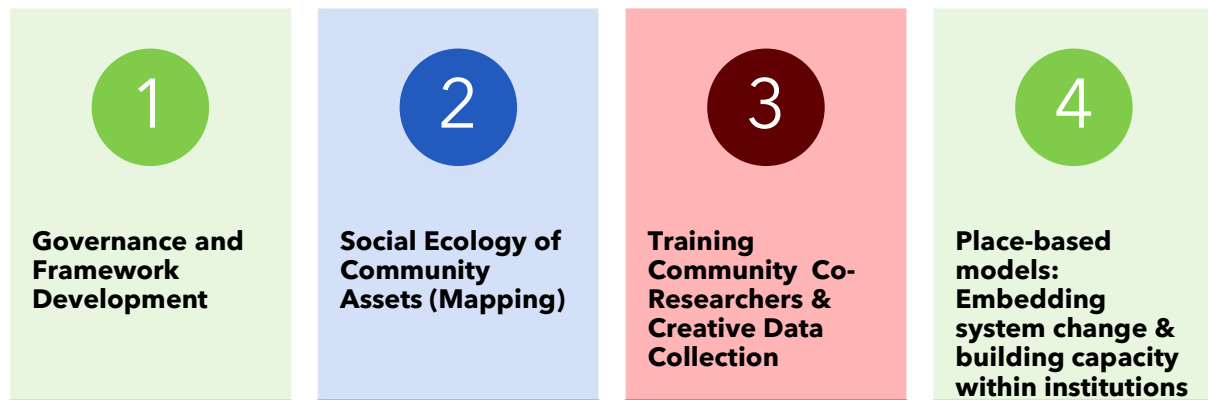 1
Governance and
Framework
Development
2
Social Ecology of
Community
Assets (Mapping)
3
Training
Community  Co-
Researchers &
Creative Data
Collection
4
Place-based
models:
Embedding
system change &
building capacity
within institutions